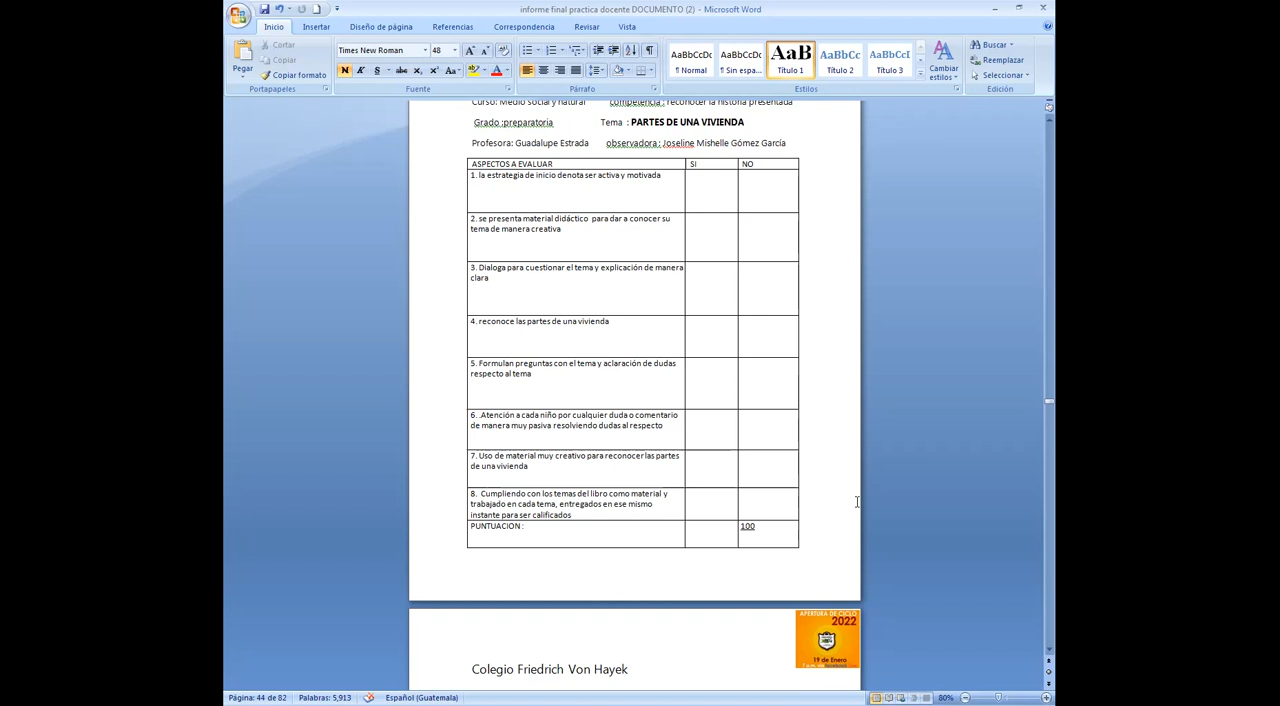 informe final practica docente DOCUMENTO (2) - Microsoft Word
Inicio Insertar Diseño de página Referencias Correspondencia Revisar Vista
Pegar
Cortar
Copiar
Copiar formato
Portapapeles
Times New Roman 48
Fuente
Párrafo
AaBbCcDc AaBbCcDc AaB AaBbCc AaBbCcI
¶ Normal ¶ Sin espa... Título 1 Título 2 Título 3
Cambiar estilos
Estilos
Buscar
Reemplazar
Seleccionar
Edición
Curso: Medio social y natural competencia : reconocer la historia presentada
Grado :preparatoria Tema : PARTES DE UNA VIVIENDA
Profesora: Guadalupe Estrada observadora : Joseline Mishelle Gómez García
ASPECTOS A EVALUAR SI NO
1. la estrategia de inicio denota ser activa y motivada
2. se presenta material didáctico para dar a conocer su
tema de manera creativa
3. Dialoga para cuestionar el tema y explicación de manera
clara
4. reconoce las partes de una vivienda
5. Formulan preguntas con el tema y aclaración de dudas
respecto al tema
6. .Atención a cada niño por cualquier duda o comentario
de manera muy pasiva resolviendo dudas al respecto
7. Uso de material muy creativo para reconocer las partes
de una vivienda
8. Cumpliendo con los temas del libro como material y
trabajado en cada tema, entregados en ese mismo
instante para ser calificados
PUNTUACION : 100
APERTURA DE CICLO
2022
19 de Enero
Colegio Friedrich Von Hayek
Página: 44 de 82 Palabras: 5,913 Español (Guatemala) 80%